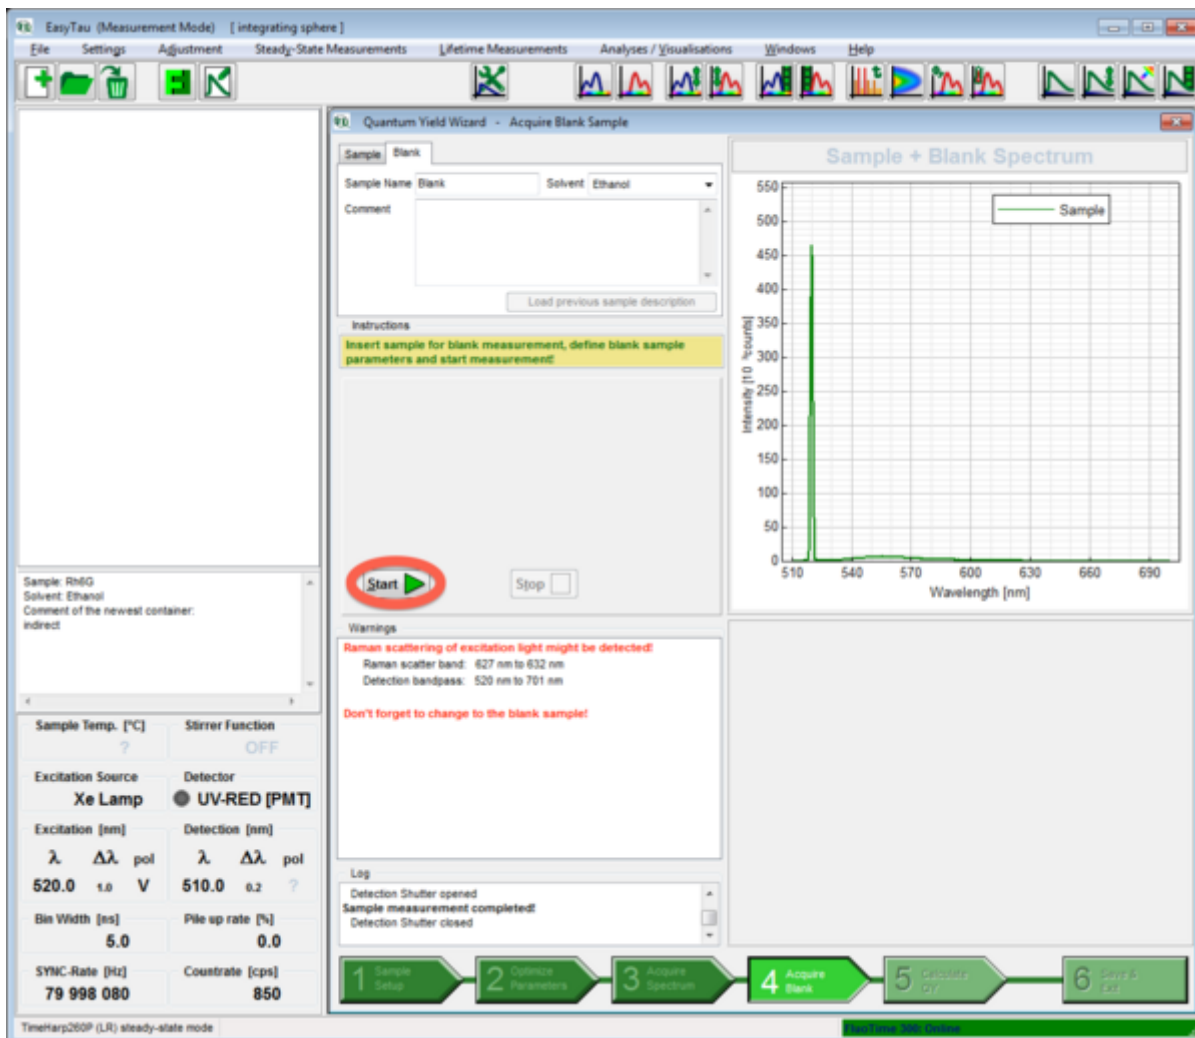 EasyTau (Measurement Mode) [ integrating sphere ]
File Settings Adjustment Steady-State Measurements Lifetime Measurements Analyses / Visualisations Windows Help
Quantum Yield Wizard - Acquire Blank Sample
Sample Blank
Sample Name Blank Solvent Ethanol
Comment
Load previous sample description
Instructions
Insert sample for blank measurement, define blank sample
parameters and start measurement!
Start Stop
Warnings
Raman scattering of excitation light might be detected!
Raman scatter band: 627 nm to 632 nm
Detection bandpass: 520 nm to 701 nm
Don't forget to change to the blank sample!
Log
Detection Shutter opened
Sample measurement completed!
Detection Shutter closed
Sample + Blank Spectrum
Sample
550
500
450
400
350
300
250
200
150
100
50
0
Intensity [10 ³counts]
510 540 570 600 630 660 690
Wavelength [nm]
Sample: Rh6G
Solvent: Ethanol
Comment of the newest container:
indirect
Sample Temp. [°C] Stirrer Function
? OFF
Excitation Source Detector
Xe Lamp UV-RED [PMT]
Excitation [nm] Detection [nm]
λ Δλ pol λ Δλ pol
520.0 1.0 V 510.0 0.2 ?
Bin Width [ns] Pile up rate [%]
5.0 0.0
SYNC-Rate [Hz] Countrate [cps]
79 998 080 850
1 Sample Setup 2 Optimize Parameters 3 Acquire Spectrum 4 Acquire Blank 5 Calculate QY 6 Save & Exit
TimeHarp260P (LR) steady-state mode FluoTime 300: Online